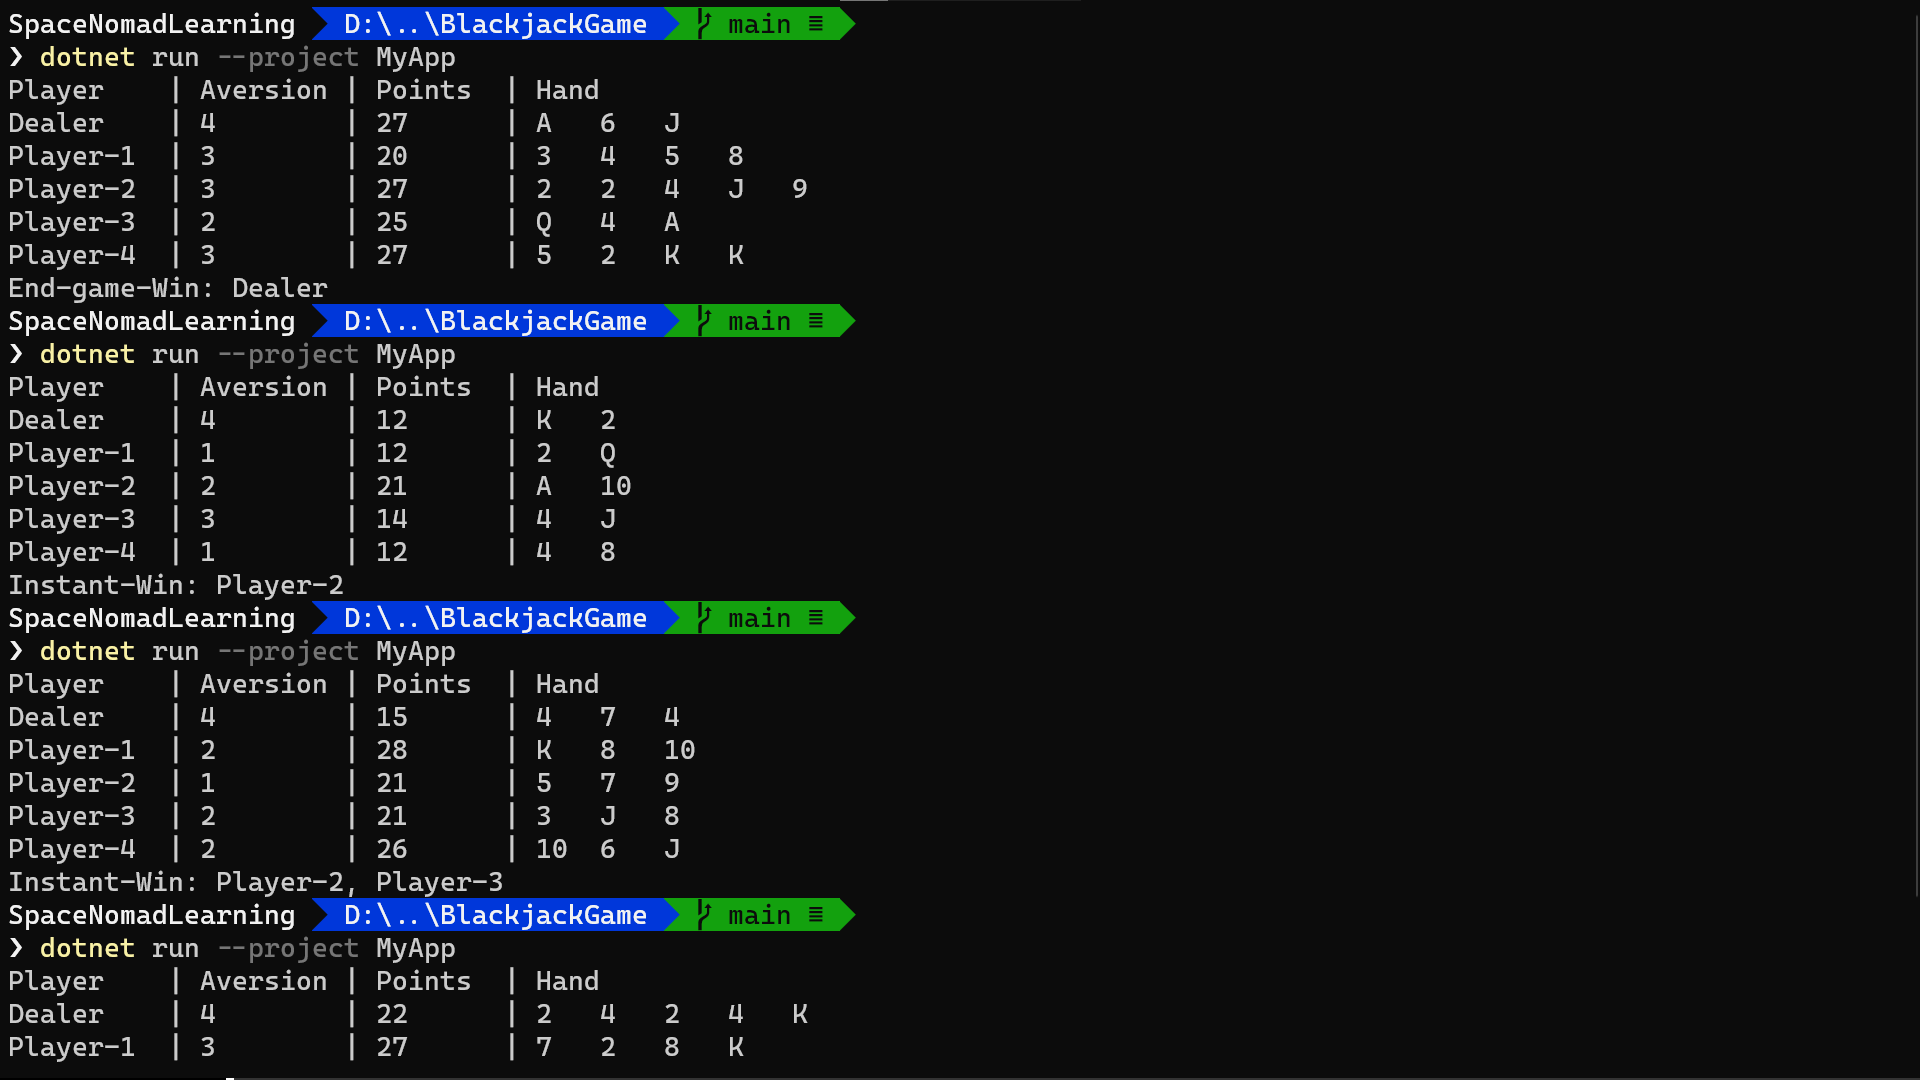 SpaceNomadLearning D:\..\BlackjackGame main ≡
❯ dotnet run --project MyApp
Player    | Aversion | Points  | Hand
Dealer    | 4        | 27      | A   6   J
Player-1  | 3        | 20      | 3   4   5   8
Player-2  | 3        | 27      | 2   2   4   J   9
Player-3  | 2        | 25      | Q   4   A
Player-4  | 3        | 27      | 5   2   K   K
End-game-Win: Dealer
SpaceNomadLearning D:\..\BlackjackGame main ≡
❯ dotnet run --project MyApp
Player    | Aversion | Points  | Hand
Dealer    | 4        | 12      | K   2
Player-1  | 1        | 12      | 2   Q
Player-2  | 2        | 21      | A   10
Player-3  | 3        | 14      | 4   J
Player-4  | 1        | 12      | 4   8
Instant-Win: Player-2
SpaceNomadLearning D:\..\BlackjackGame main ≡
❯ dotnet run --project MyApp
Player    | Aversion | Points  | Hand
Dealer    | 4        | 15      | 4   7   4
Player-1  | 2        | 28      | K   8   10
Player-2  | 1        | 21      | 5   7   9
Player-3  | 2        | 21      | 3   J   8
Player-4  | 2        | 26      | 10  6   J
Instant-Win: Player-2, Player-3
SpaceNomadLearning D:\..\BlackjackGame main ≡
❯ dotnet run --project MyApp
Player    | Aversion | Points  | Hand
Dealer    | 4        | 22      | 2   4   2   4   K
Player-1  | 3        | 27      | 7   2   8   K